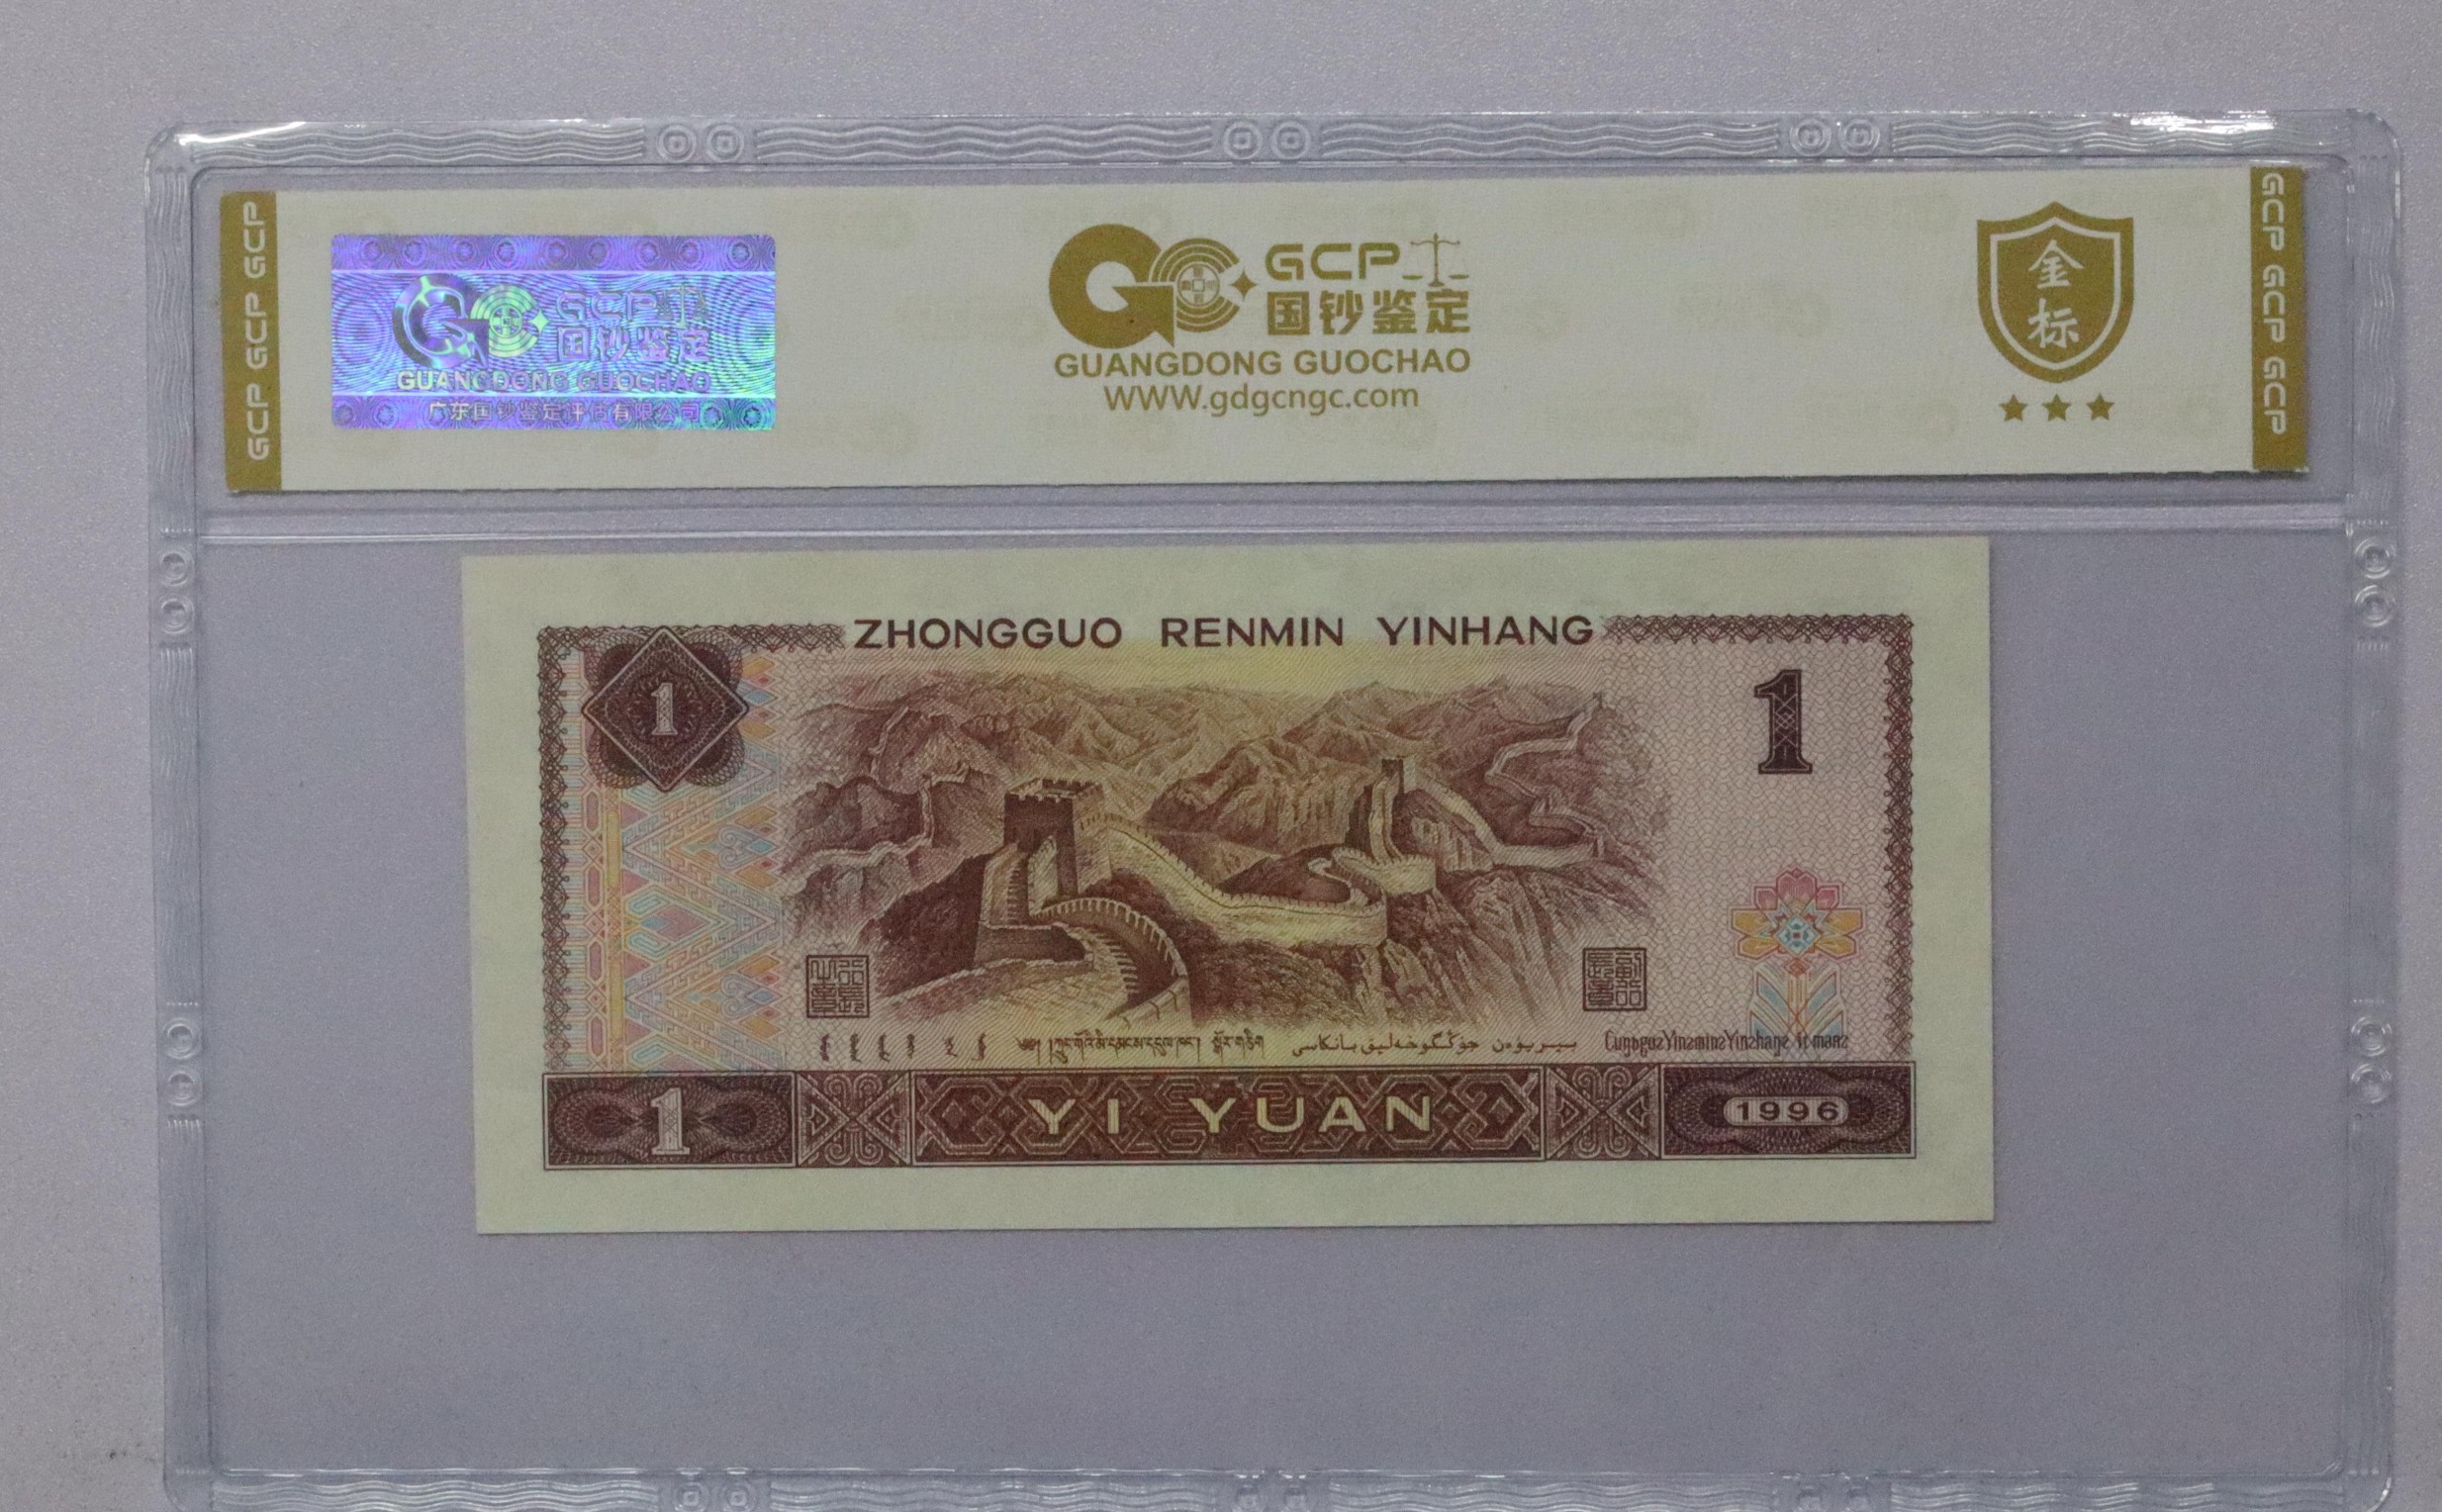 GCP GCP GCP
GCP
国钞鉴定
GUANGDONG GUOCHAO
广东国钞鉴定评估有限公司
GCP
国钞鉴定
GUANGDONG GUOCHAO
WWW.gdgcngc.com
金
标
GCP GCP GCP
ZHONGGUO RENMIN YINHANG
1
1
1
YI YUAN
1996